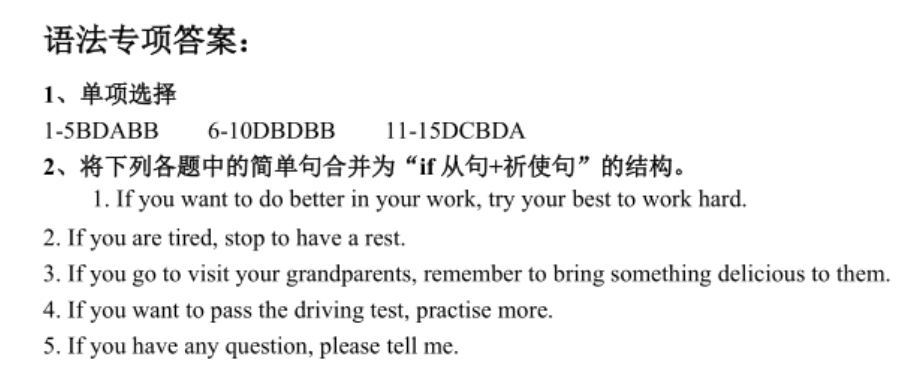 语法专项答案：
1、单项选择
1-5BDABB 6-10DBDBB 11-15DCBDA
2、将下列各题中的简单句合并为“if 从句+祈使句”的结构。
1. If you want to do better in your work, try your best to work hard.
2. If you are tired, stop to have a rest.
3. If you go to visit your grandparents, remember to bring something delicious to them.
4. If you want to pass the driving test, practise more.
5. If you have any question, please tell me.